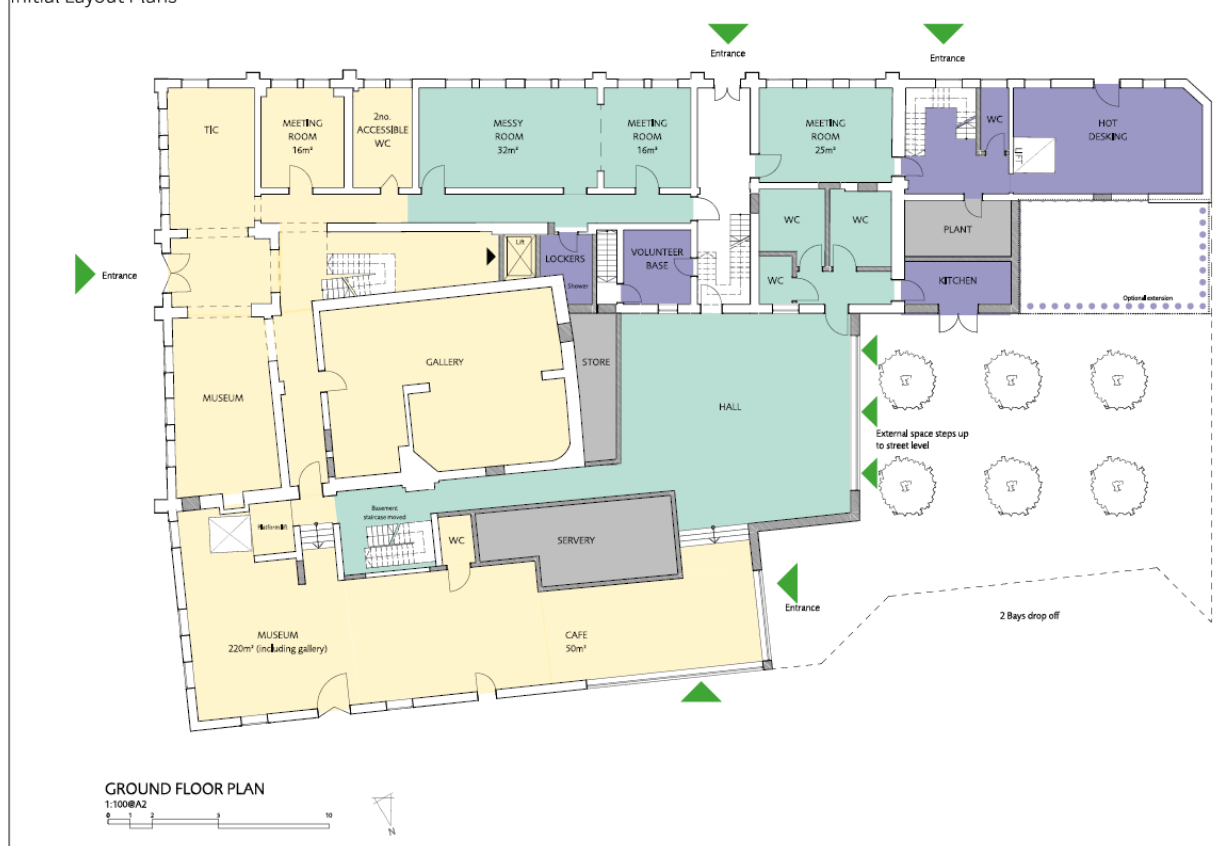 Initial Layout Plans
Entrance
Entrance
TIC
MEETING
ROOM
16m²
2no.
ACCESSIBLE
WC
MESSY
ROOM
32m²
MEETING
ROOM
16m²
MEETING
ROOM
25m²
WC
HOT
DESKING
LIFT
WC
WC
PLANT
Lift
LOCKERS
Shower
VOLUNTEER
BASE
WC
KITCHEN
Optional extension
Entrance
MUSEUM
GALLERY
STORE
HALL
External space steps up
to street level
Basement
staircase moved
Platform lift
WC
SERVERY
Entrance
2 Bays drop off
MUSEUM
220m² (including gallery)
CAFE
50m²
GROUND FLOOR PLAN
1:100@A2
0 1 2 5 10
N